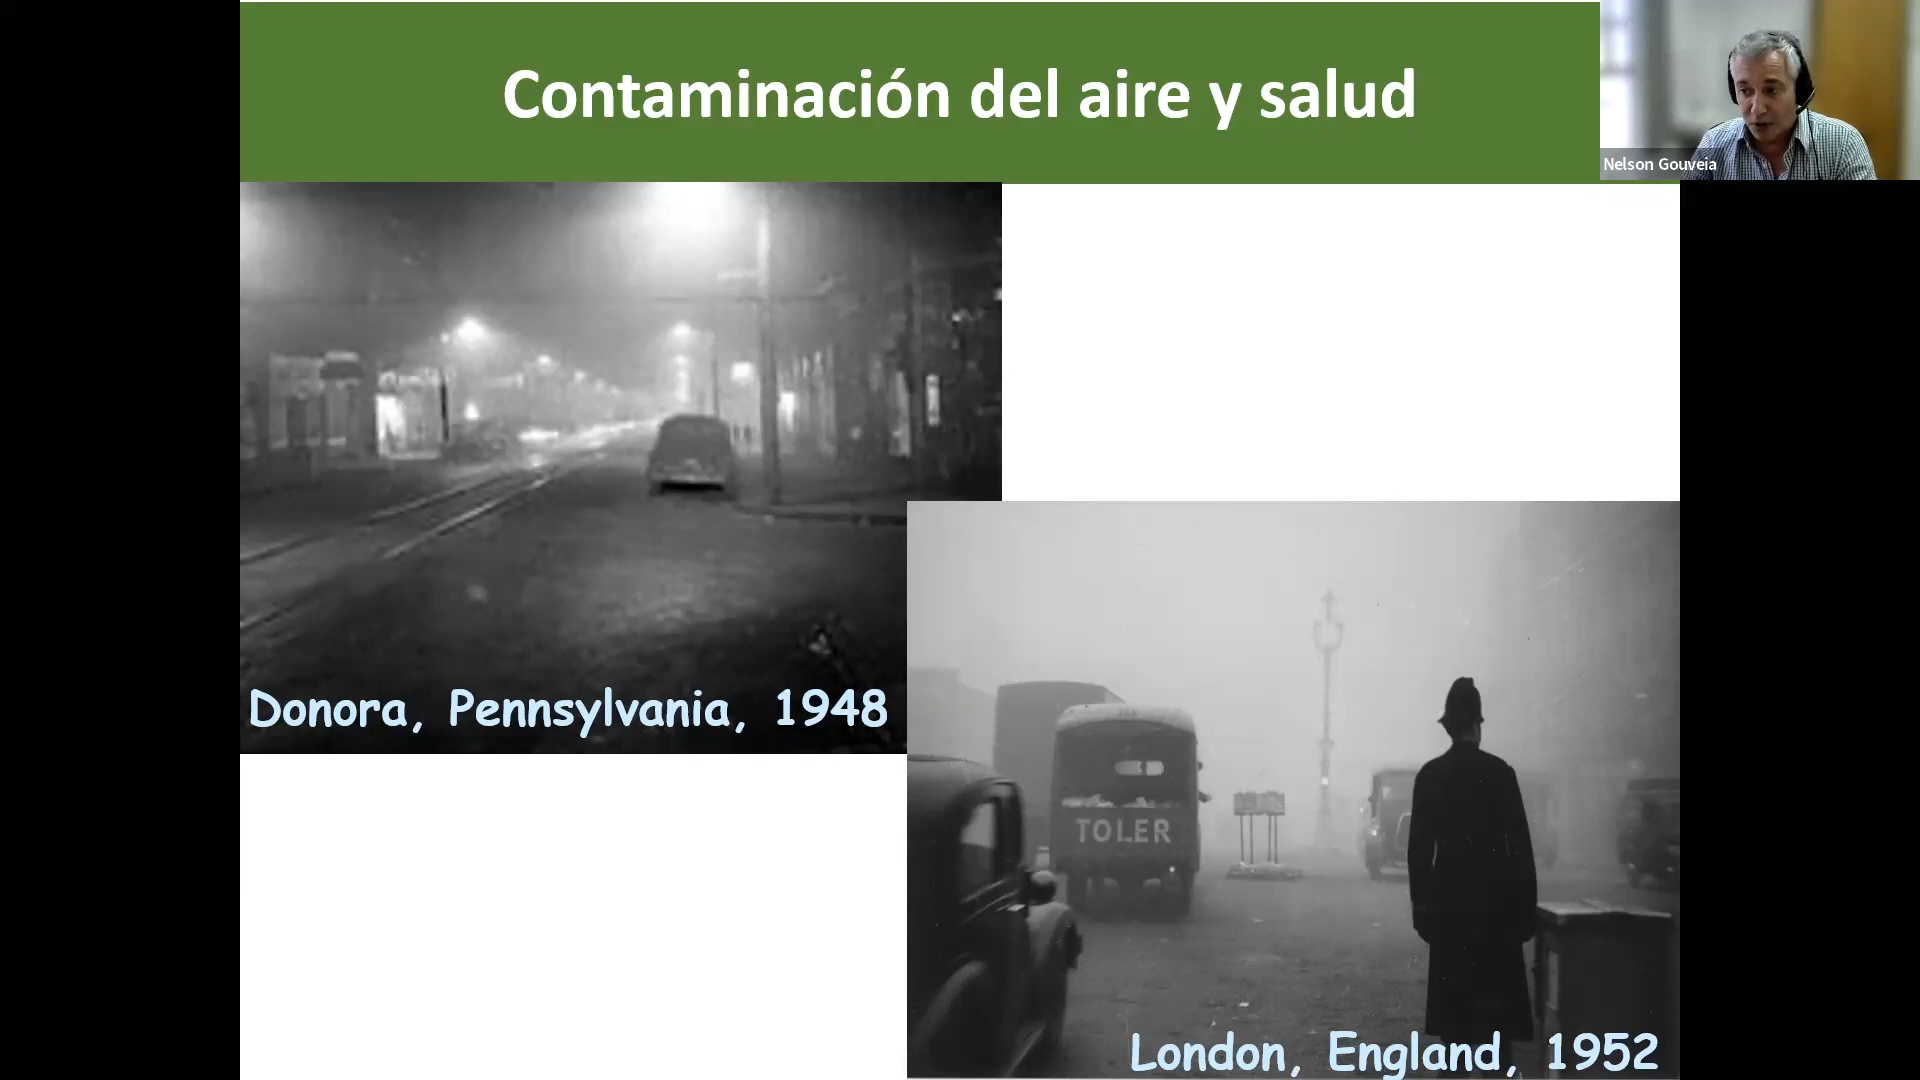 Contaminación del aire y salud
Nelson Gouveia
Donora, Pennsylvania, 1948
TOLER
London, England, 1952